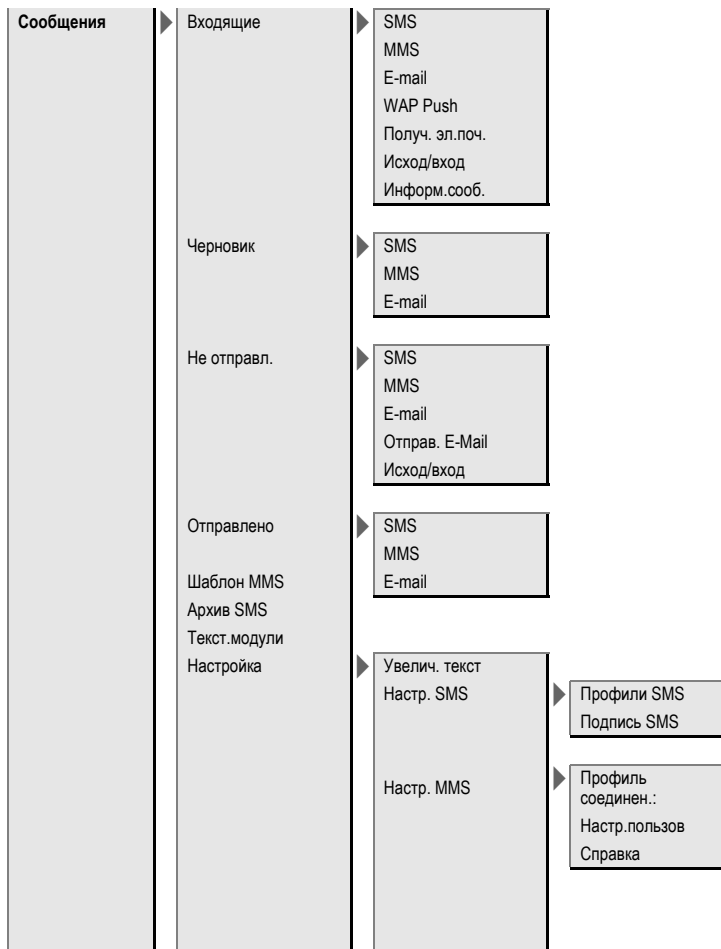 Сообщения
Входящие
SMS
MMS
E-mail
WAP Push
Получ. эл.поч.
Исход/вход
Информ.сооб.
Черновик
SMS
MMS
E-mail
Не отправл.
SMS
MMS
E-mail
Отправ. E-Mail
Исход/вход
Отправлено
SMS
MMS
E-mail
Шаблон MMS
Архив SMS
Текст.модули
Настройка
Увелич. текст
Настр. SMS
Профили SMS
Подпись SMS
Настр. MMS
Профиль
соединен.:
Настр.пользов
Справка